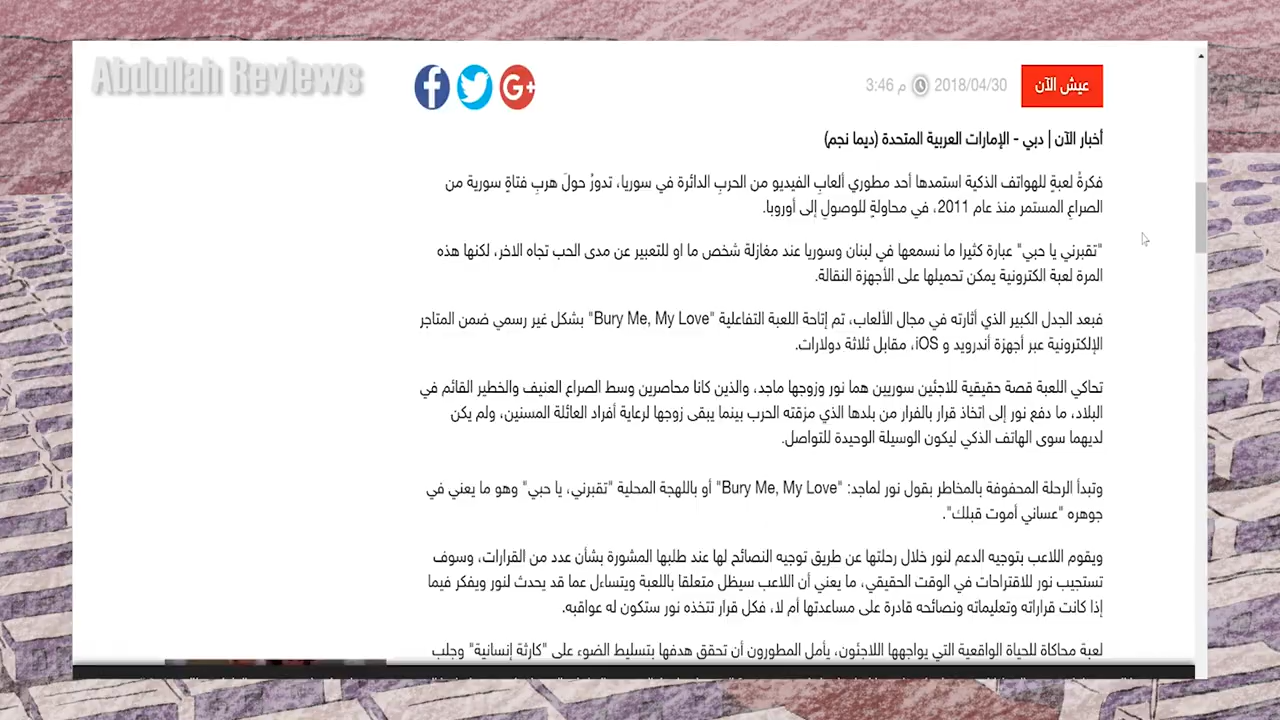 Abdullah Reviews
عيش الآن
2018/04/30
3:46 م
أخبار الآن | دبي - الإمارات العربية المتحدة (ديما نجم)
فكرةُ لعبةٍ للهواتف الذكية استمدها أحد مطوري ألعابِ الفيديو من الحربِ الدائرة في سوريا، تدورُ حولَ هربِ فتاةٍ سورية من
الصراعِ المستمر منذ عام 2011، في محاولةٍ للوصولِ إلى أوروبا.
"تقبرني يا حبي" عبارة كثيرا ما نسمعها في لبنان وسوريا عند مغازلة شخص ما او للتعبير عن مدى الحب تجاه الاخر، لكنها هذه
المرة لعبة الكترونية يمكن تحميلها على الأجهزة النقالة.
فبعد الجدل الكبير الذي أثارته في مجال الألعاب، تم إتاحة اللعبة التفاعلية "Bury Me, My Love" بشكل غير رسمي ضمن المتاجر
الإلكترونية عبر أجهزة أندرويد و iOS، مقابل ثلاثة دولارات.
تحاكي اللعبة قصة حقيقية للاجئين سوريين هما نور وزوجها ماجد، والذين كانا محاصرين وسط الصراع العنيف والخطير القائم في
البلاد، ما دفع نور إلى اتخاذ قرار بالفرار من بلدها الذي مزقته الحرب بينما يبقى زوجها لرعاية أفراد العائلة المسنين، ولم يكن
لديهما سوى الهاتف الذكي ليكون الوسيلة الوحيدة للتواصل.
وتبدأ الرحلة المحفوفة بالمخاطر بقول نور لماجد: "Bury Me, My Love" أو باللهجة المحلية "تقبرني، يا حبي" وهو ما يعني في
جوهره "عساني أموت قبلك".
ويقوم اللاعب بتوجيه الدعم لنور خلال رحلتها عن طريق توجيه النصائح لها عند طلبها المشورة بشأن عدد من القرارات، وسوف
تستجيب نور للاقتراحات في الوقت الحقيقي، ما يعني أن اللاعب سيظل متعلقا باللعبة ويتساءل عما قد يحدث لنور ويفكر فيما
إذا كانت قراراته وتعليماته ونصائحه قادرة على مساعدتها أم لا، فكل قرار تتخذه نور ستكون له عواقبه.
لعبة محاكاة للحياة الواقعية التي يواجهها اللاجئون، يأمل المطورون أن تحقق هدفها بتسليط الضوء على "كارثة إنسانية" وجلب